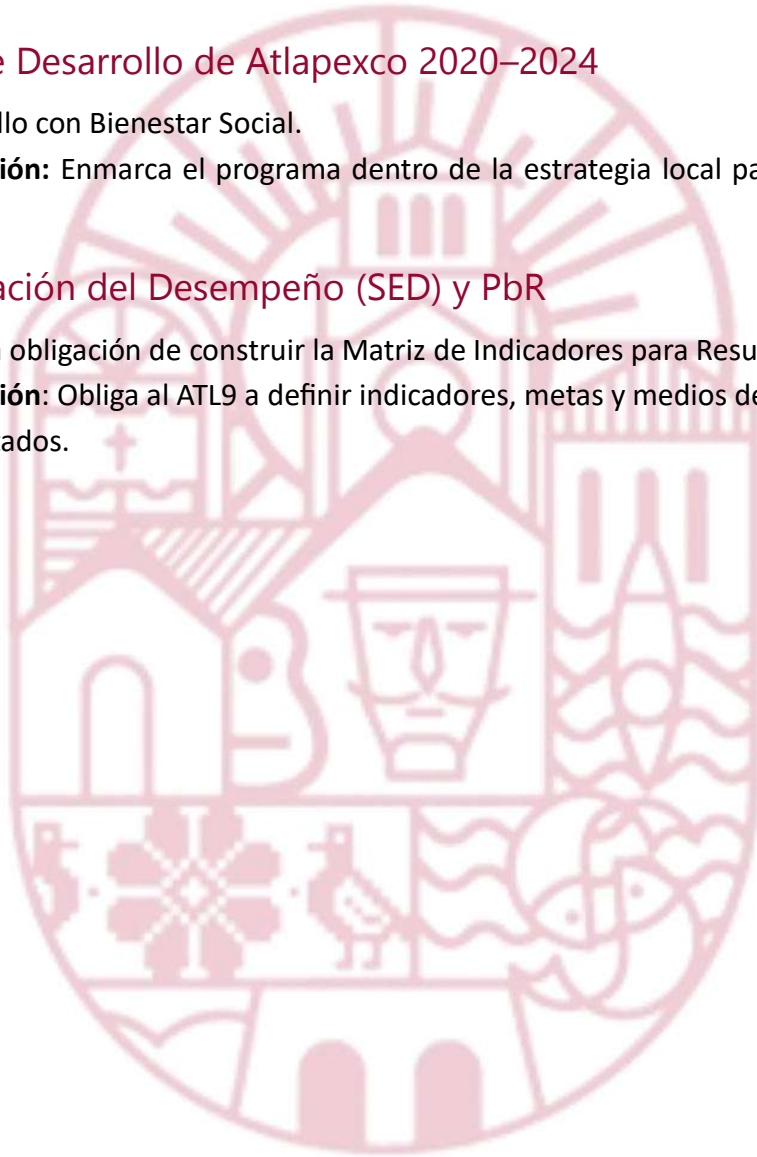 e Desarrollo de Atlapexco 2020–2024
llo con Bienestar Social.
ión: Enmarca el programa dentro de la estrategia local pa
ación del Desempeño (SED) y PbR
obligación de construir la Matriz de Indicadores para Resu
ión: Obliga al ATL9 a definir indicadores, metas y medios de
tados.